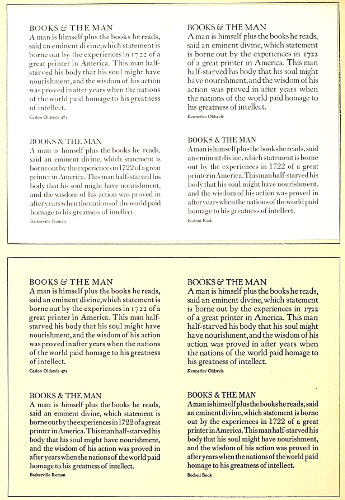 BOOKS & THE MAN
A man is himself plus the books he reads,
said an eminent divine, which statement is
borne out by the experiences in 1722 of a
great printer in America. This man half-
starved his body that his soul might have
nourishment, and the wisdom of his action
was proved in after years when the nations
of the world paid homage to his greatness
of intellect.
Caslon Oldstyle 471
BOOKS & THE MAN
A man is himself plus the books he reads,
said an eminent divine, which statement
is borne out by the experiences in 1722
of a great printer in America. This man
half-starved his body that his soul might
have nourishment, and the wisdom of his
action was proved in after years when the
nations of the world paid homage to his
greatness of intellect.
Kennerley Oldstyle
BOOKS & THE MAN
A man is himself plus the books he reads,
said an eminent divine, which statement is
borne out by the experiences in 1722 of a great
printer in America. This man half-starved his
body that his soul might have nourishment,
and the wisdom of his action was proved in
after years when the nations of the world paid
homage to his greatness of intellect.
Baskerville Roman
BOOKS & THE MAN
A man is himself plus the books he reads, said
an eminent divine, which statement is borne
out by the experiences in 1722 of a great
printer in America. This man half-starved his
body that his soul might have nourishment,
and the wisdom of his action was proved in
after years when the nations of the world paid
homage to his greatness of intellect.
Bodoni Book
BOOKS & THE MAN
A man is himself plus the books he reads,
said an eminent divine, which statement is
borne out by the experiences in 1722 of a
great printer in America. This man half-
starved his body that his soul might have
nourishment, and the wisdom of his action
was proved in after years when the nations
of the world paid homage to his greatness
of intellect.
Caslon Oldstyle 471
BOOKS & THE MAN
A man is himself plus the books he reads,
said an eminent divine, which statement
is borne out by the experiences in 1722
of a great printer in America. This man
half-starved his body that his soul might
have nourishment, and the wisdom of his
action was proved in after years when the
nations of the world paid homage to his
greatness of intellect.
Kennerley Oldstyle
BOOKS & THE MAN
A man is himself plus the books he reads,
said an eminent divine, which statement is
borne out by the experiences in 1722 of a great
printer in America. This man half-starved his
body that his soul might have nourishment,
and the wisdom of his action was proved in
after years when the nations of the world paid
homage to his greatness of intellect.
Baskerville Roman
BOOKS & THE MAN
A man is himself plus the books he reads, said
an eminent divine, which statement is borne
out by the experiences in 1722 of a great
printer in America. This man half-starved his
body that his soul might have nourishment,
and the wisdom of his action was proved in
after years when the nations of the world paid
homage to his greatness of intellect.
Bodoni Book